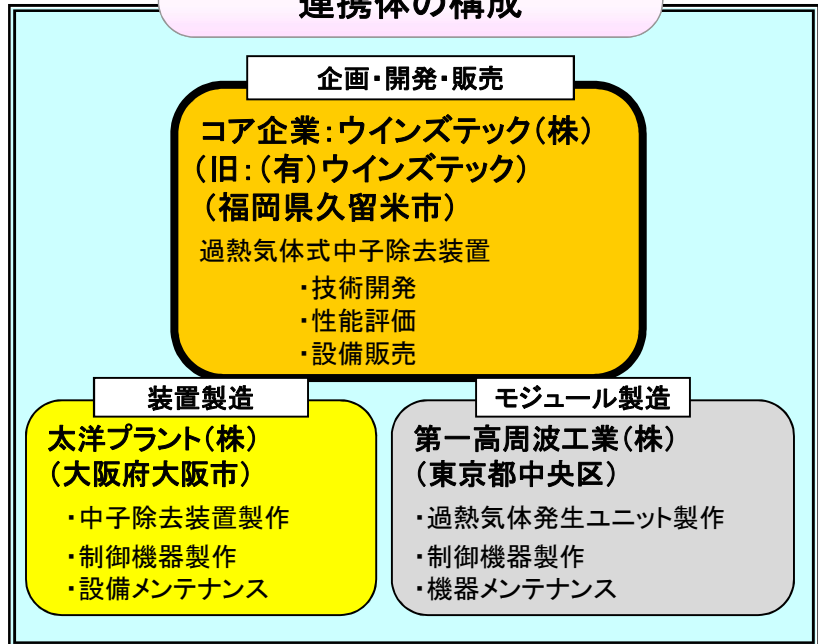 連携体の構成
企画・開発・販売
コア企業：ウインズテック（株）
（旧：（有）ウインズテック）
（福岡県久留米市）
過熱気体式中子除去装置
・技術開発
・性能評価
・設備販売
装置製造
太洋プラント（株）
（大阪府大阪市）
・中子除去装置製作
・制御機器製作
・設備メンテナンス
モジュール製造
第一高周波工業（株）
（東京都中央区）
・過熱気体発生ユニット製作
・制御機器製作
・機器メンテナンス